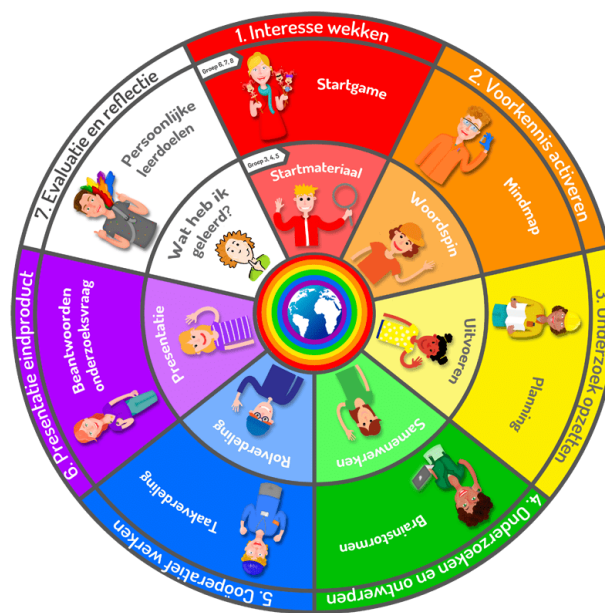 1. Interesse wekken
Groep 6, 7, 8
Startgame
Groep 3, 4, 5
Startmateriaal
2. Voorkennis activeren
Mindmap
Woordspin
3. Onderzoek opzetten
Planning
Uitvoeren
4. Onderzoeken en ontwerpen
Brainstormen
Samenwerken
5. Coöperatief werken
Taakverdeling
Rolverdeling
6. Presentatie eindproduct
Beantwoorden
onderzoeksvraag
Presentatie
7. Evaluatie en reflectie
Persoonlijke
leerdoelen
Wat heb ik
geleerd?